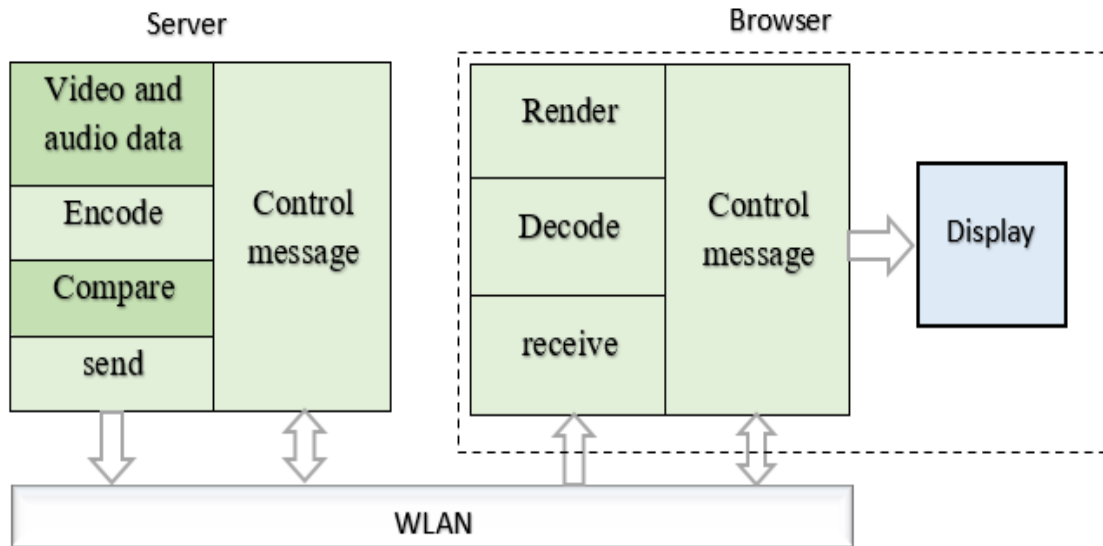 Server
Browser
Video and
audio data
Encode
Compare
send
Control
message
Render
Decode
receive
Control
message
Display
WLAN